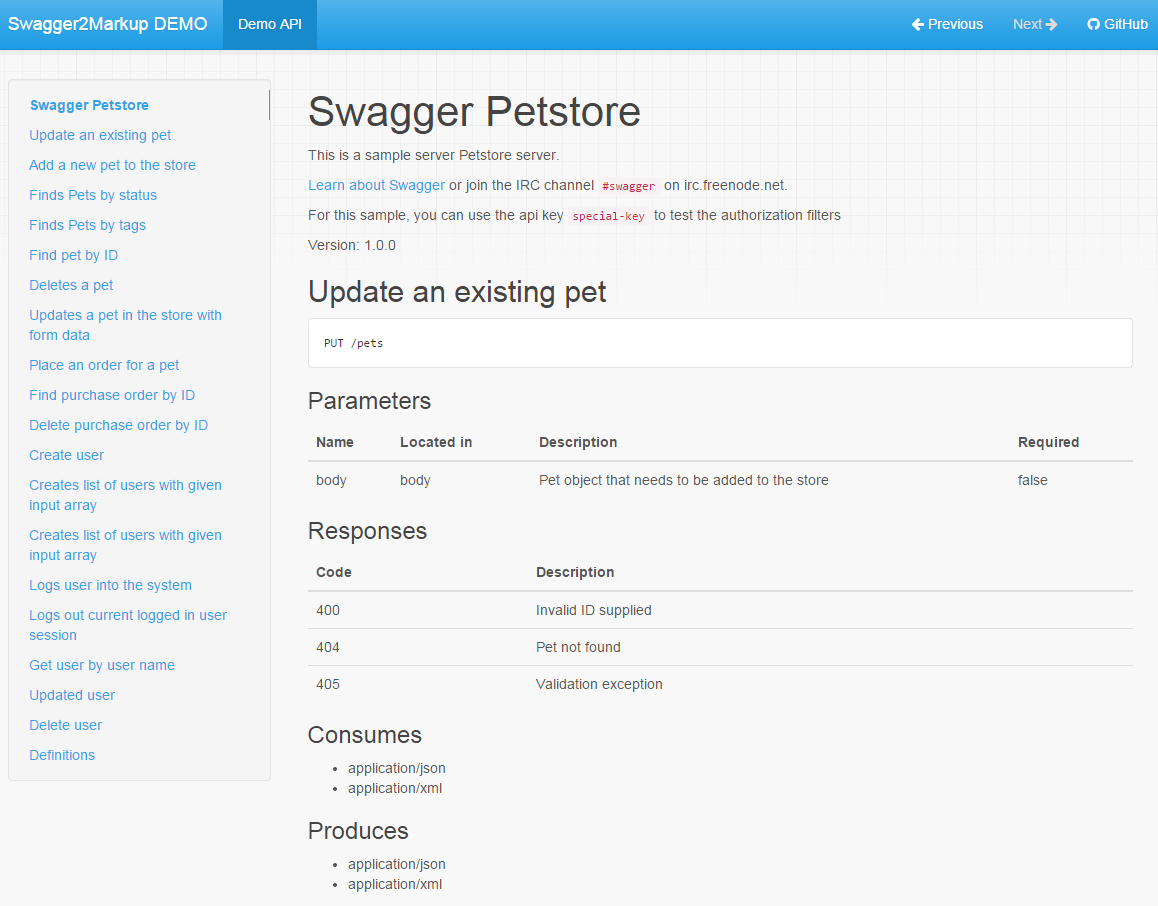 Swagger2Markup DEMO Demo API Previous Next GitHub
Swagger Petstore
Update an existing pet
Add a new pet to the store
Finds Pets by status
Finds Pets by tags
Find pet by ID
Deletes a pet
Updates a pet in the store with
form data
Place an order for a pet
Find purchase order by ID
Delete purchase order by ID
Create user
Creates list of users with given
input array
Creates list of users with given
input array
Logs user into the system
Logs out current logged in user
session
Get user by user name
Updated user
Delete user
Definitions
Swagger Petstore
This is a sample server Petstore server.
Learn about Swagger or join the IRC channel #swagger on irc.freenode.net.
For this sample, you can use the api key special-key to test the authorization filters
Version: 1.0.0
Update an existing pet
PUT /pets
Parameters
Name Located in Description Required
body body Pet object that needs to be added to the store false
Responses
Code Description
400 Invalid ID supplied
404 Pet not found
405 Validation exception
Consumes
• application/json
• application/xml
Produces
• application/json
• application/xml